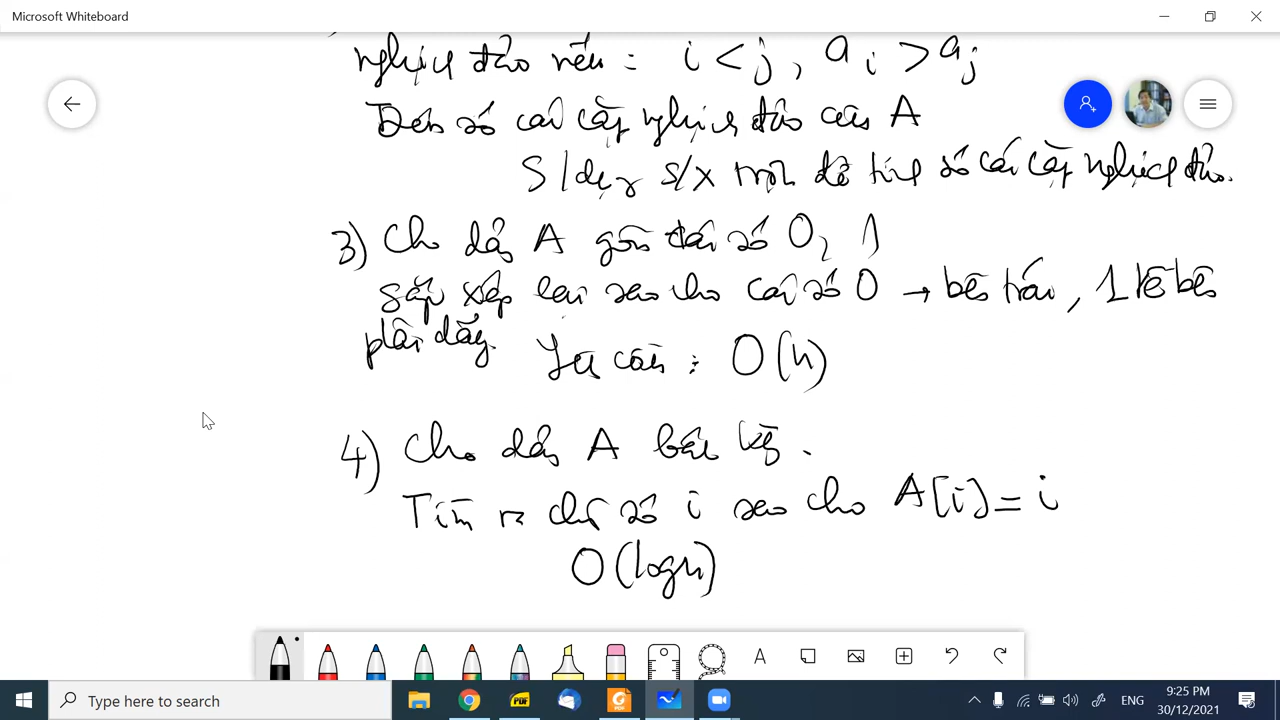 Microsoft Whiteboard
nghịch đảo nếu : i < j, a i > a j
Đếm số các cặp nghịch đảo của A
S/dụng s/x trộn để tính số các cặp nghịch đảo.
3) Cho dãy A gồm các số 0, 1
sắp xếp lại sao cho các số 0 → bên trái, 1 về bên
phải dãy. Yêu cầu : O(n)
4) Cho dãy A bất kỳ.
Tìm ra chỉ số i sao cho A[i] = i
O(logn)
Type here to search
ENG
9:25 PM
30/12/2021